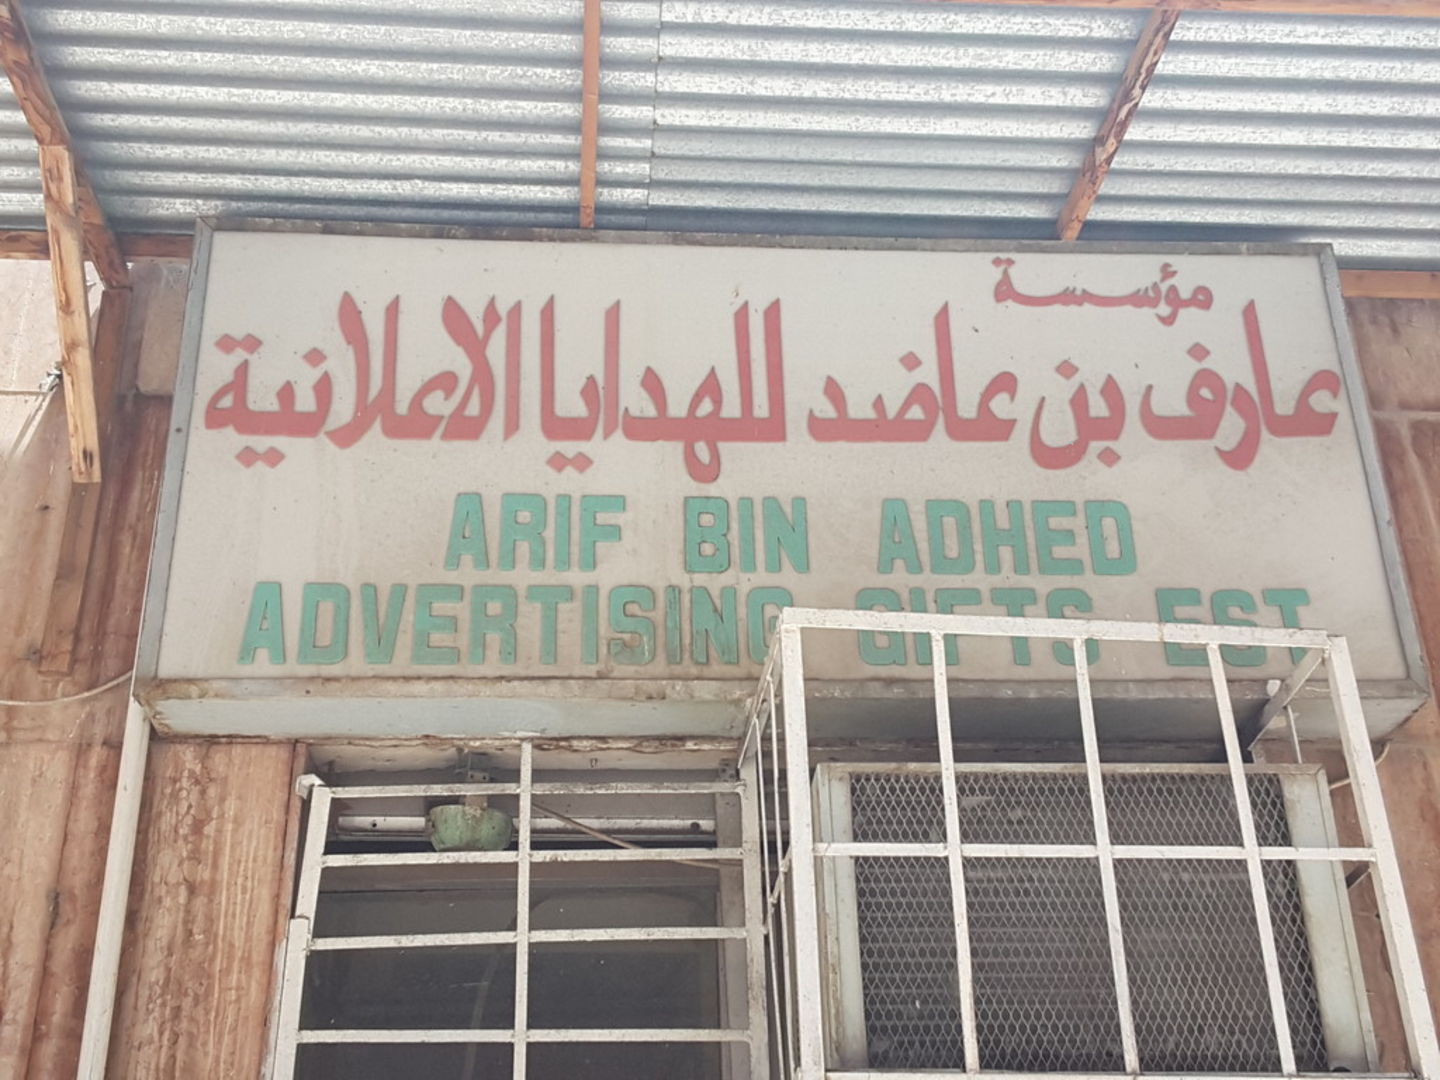 مؤسسة
عارف بن عاضد للهدايا الاعلانية
ARIF BIN ADHED
ADVERTISING GIFTS EST